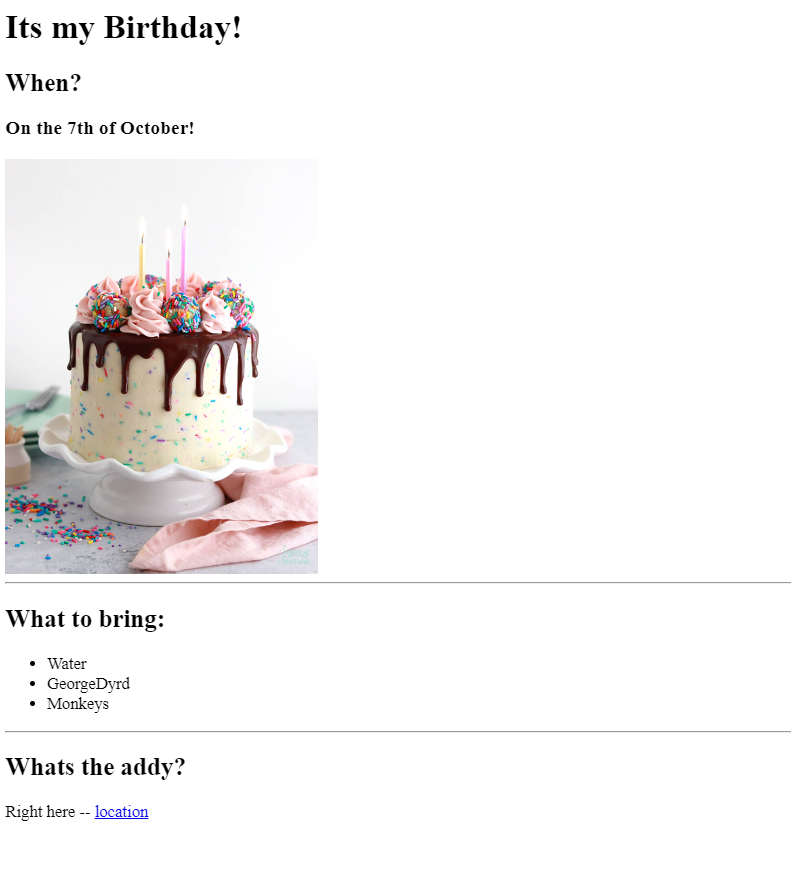 Its my Birthday!
When?
On the 7th of October!
What to bring:
Water
GeorgeDyrd
Monkeys
Whats the addy?
Right here -- location